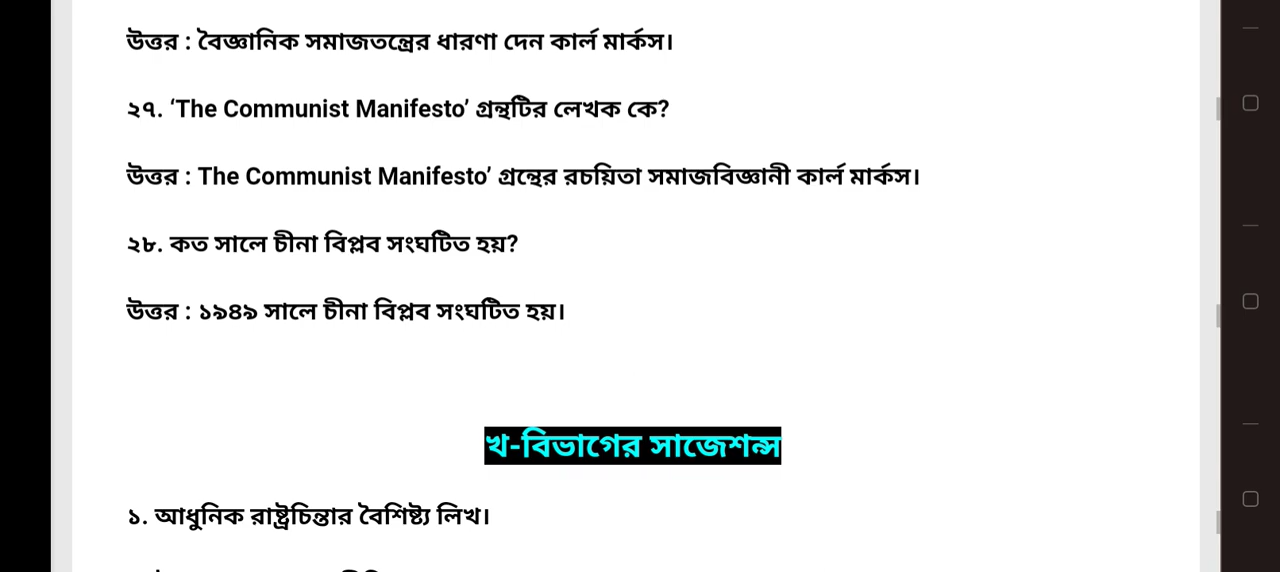 উত্তর : বৈজ্ঞানিক সমাজতন্ত্রের ধারণা দেন কার্ল মার্কস।
২৭. ‘The Communist Manifesto’ গ্রন্থটির লেখক কে?
উত্তর : The Communist Manifesto’ গ্রন্থের রচয়িতা সমাজবিজ্ঞানী কার্ল মার্কস।
২৮. কত সালে চীনা বিপ্লব সংঘটিত হয়?
উত্তর : ১৯৪৯ সালে চীনা বিপ্লব সংঘটিত হয়।
খ-বিভাগের সাজেশন্স
১. আধুনিক রাষ্ট্রচিন্তার বৈশিষ্ট্য লিখ।